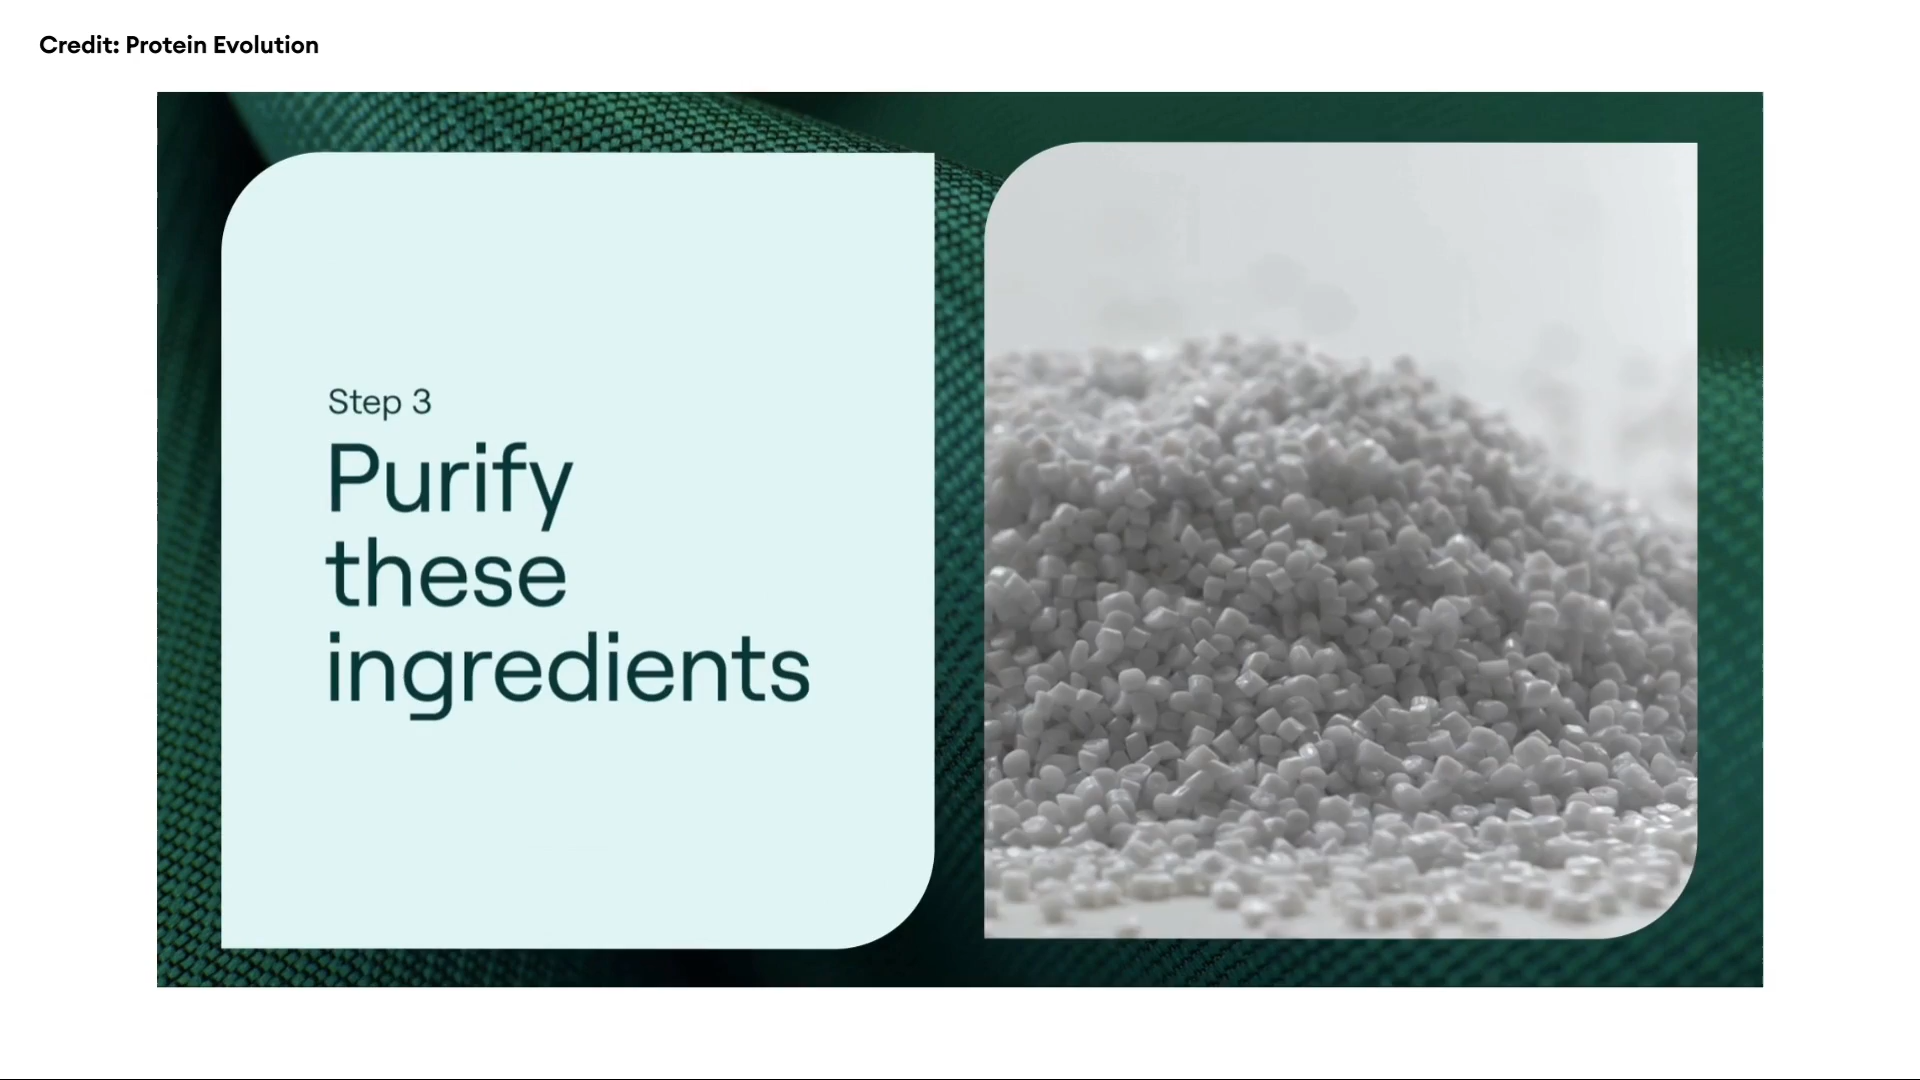 Credit: Protein Evolution
Step 3
Purify
these
ingredients